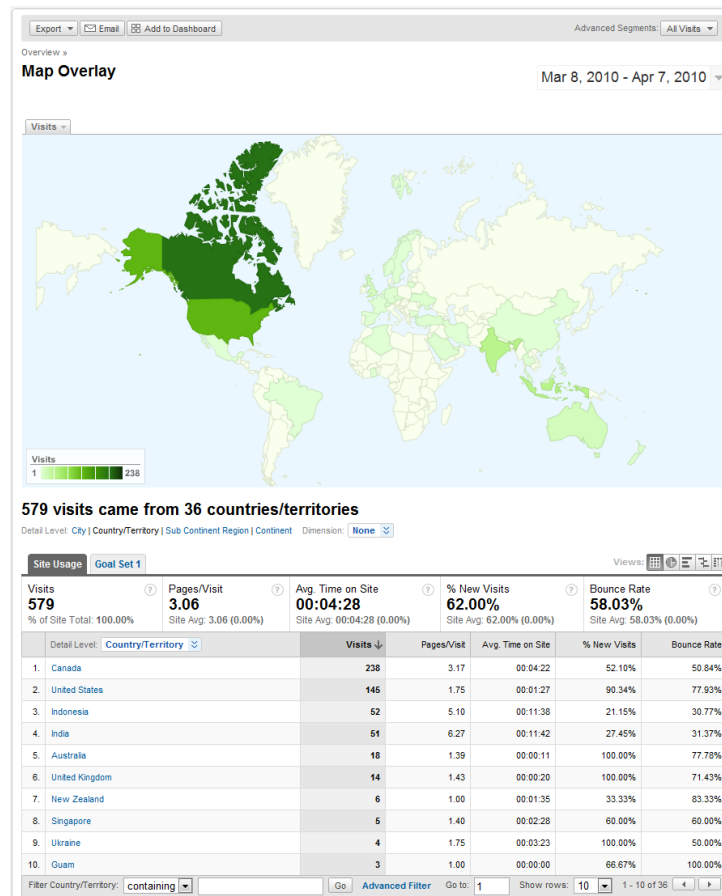 Export Email Add to Dashboard Advanced Segments: All Visits
Overview »
Map Overlay
Mar 8, 2010 - Apr 7, 2010
Visits
Visits
1 238
579 visits came from 36 countries/territories
Detail Level: City | Country/Territory | Sub Continent Region | Continent Dimension: None
Site Usage Goal Set 1 Views:
Visits ? Pages/Visit ? Avg. Time on Site ? % New Visits ? Bounce Rate ?
579 3.06 00:04:28 62.00% 58.03%
% of Site Total: 100.00% Site Avg: 3.06 (0.00%) Site Avg: 00:04:28 (0.00%) Site Avg: 62.00% (0.00%) Site Avg: 58.03% (0.00%)
Detail Level: Country/Territory Visits Pages/Visit Avg. Time on Site % New Visits Bounce Rate
1. Canada 238 3.17 00:04:22 52.10% 50.84%
2. United States 145 1.75 00:01:27 90.34% 77.93%
3. Indonesia 52 5.10 00:11:38 21.15% 30.77%
4. India 51 6.27 00:11:42 27.45% 31.37%
5. Australia 18 1.39 00:00:11 100.00% 77.78%
6. United Kingdom 14 1.43 00:00:20 100.00% 71.43%
7. New Zealand 6 1.00 00:01:35 33.33% 83.33%
8. Singapore 5 1.40 00:02:28 60.00% 60.00%
9. Ukraine 4 1.75 00:03:23 100.00% 50.00%
10. Guam 3 1.00 00:00:00 66.67% 100.00%
Filter Country/Territory: containing Go Advanced Filter Go to: 1 Show rows: 10 1 - 10 of 36